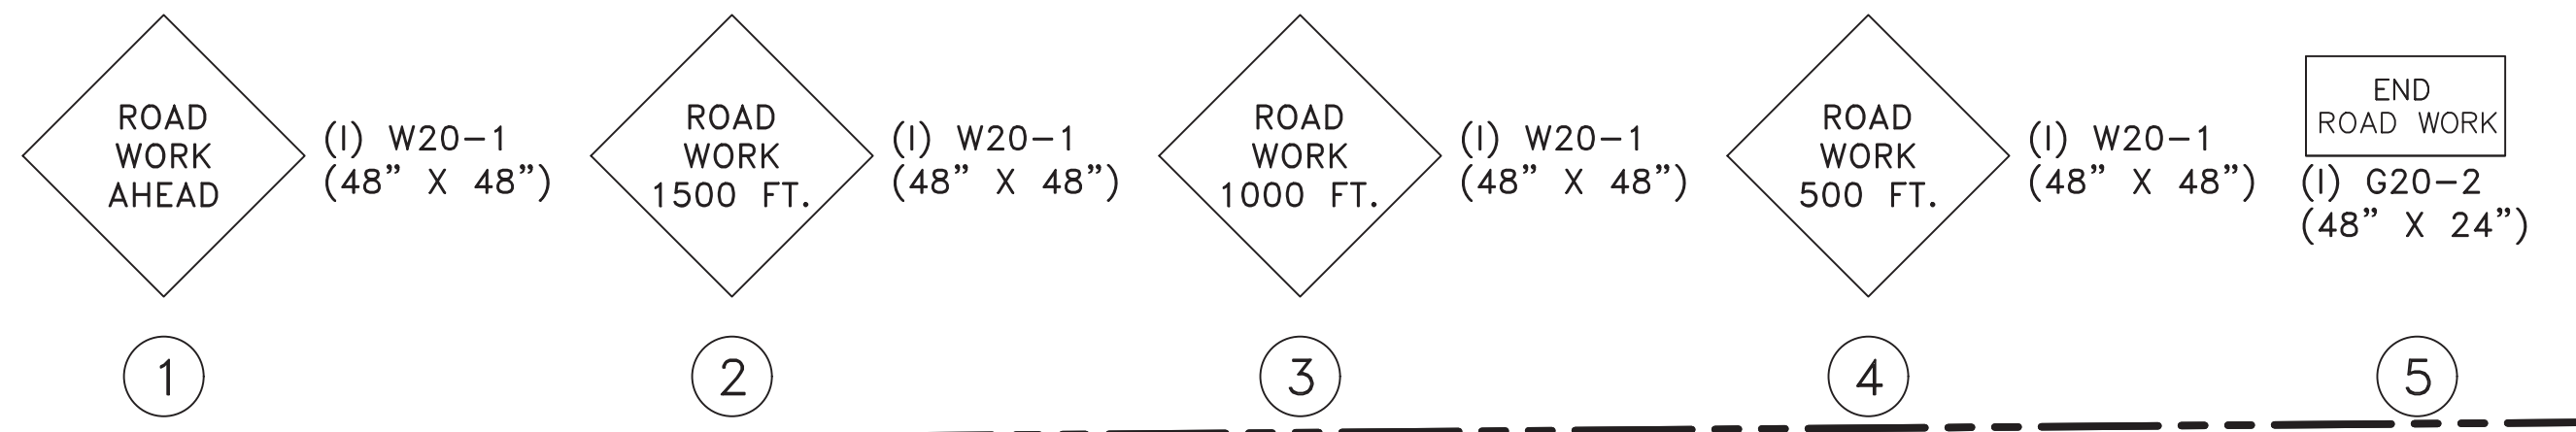 ROAD
WORK
AHEAD
(I) W20-1
(48" X 48")
1
ROAD
WORK
1500 FT.
(I) W20-1
(48" X 48")
2
ROAD
WORK
1000 FT.
(I) W20-1
(48" X 48")
3
ROAD
WORK
500 FT.
(I) W20-1
(48" X 48")
4
END
ROAD WORK
(I) G20-2
(48" X 24")
5